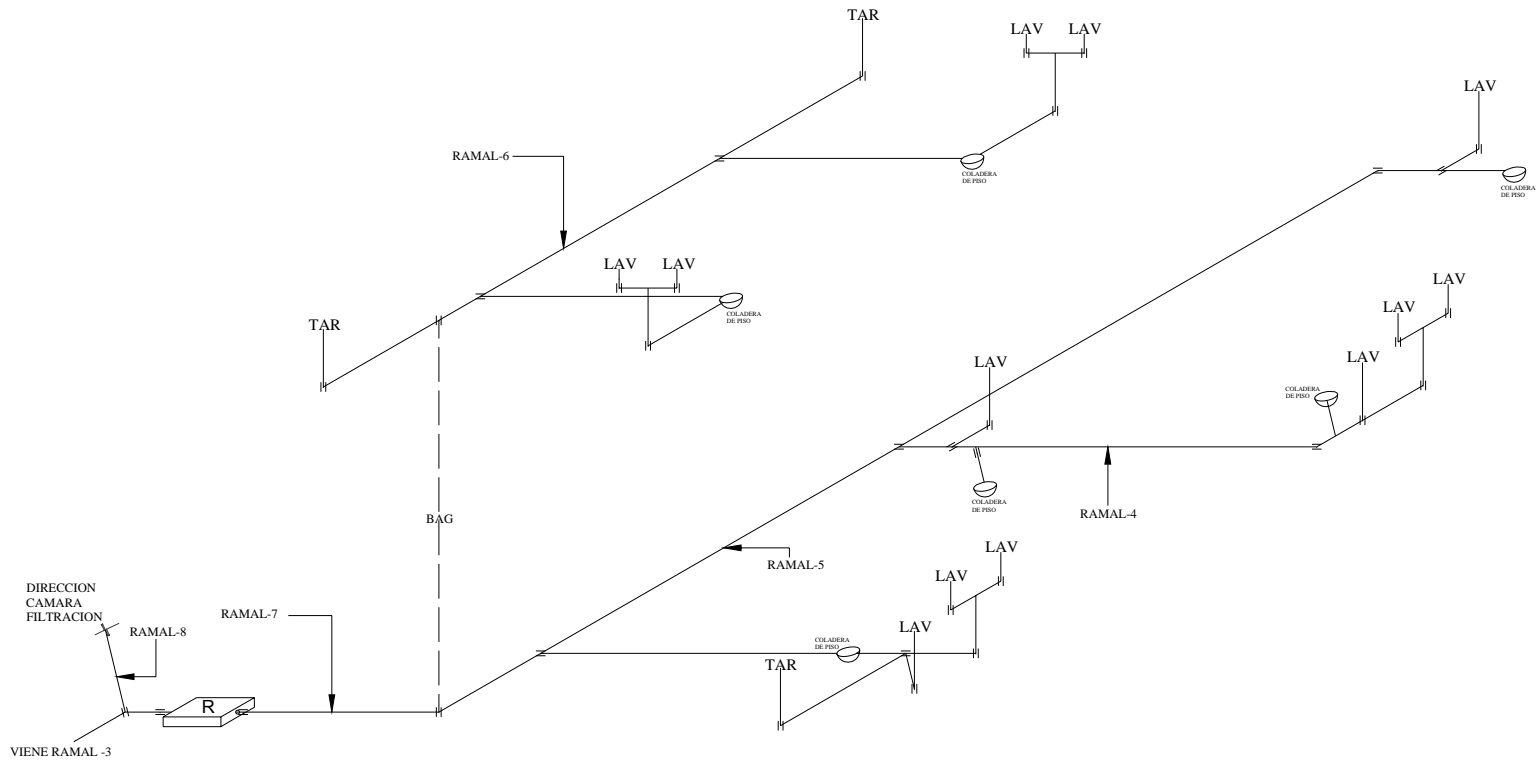 TAR
LAV LAV
LAV
RAMAL-6
COLADERA
DE PISO
COLADERA
DE PISO
LAV LAV
LAV
LAV
TAR
COLADERA
DE PISO
LAV
LAV
COLADERA
DE PISO
COLADERA
DE PISO
RAMAL-4
BAG
LAV
RAMAL-5
LAV
DIRECCION
CAMARA
FILTRACION
RAMAL-7
RAMAL-8
LAV
COLADERA
DE PISO
TAR
R
VIENE RAMAL -3